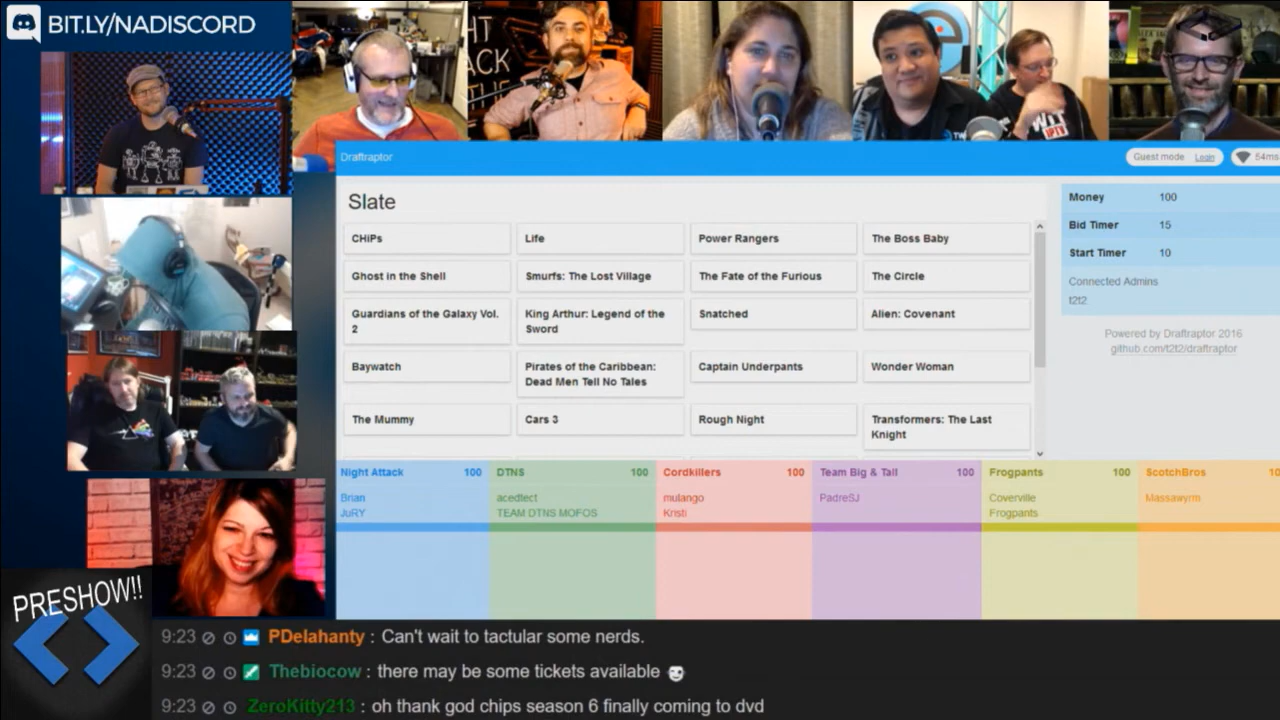 BIT.LY/NADISCORD
Draftraptor
Guest mode Login
54ms
Slate
CHiPs
Life
Power Rangers
The Boss Baby
Ghost in the Shell
Smurfs: The Lost Village
The Fate of the Furious
The Circle
Guardians of the Galaxy Vol.
2
King Arthur: Legend of the
Sword
Snatched
Alien: Covenant
Baywatch
Pirates of the Caribbean:
Dead Men Tell No Tales
Captain Underpants
Wonder Woman
The Mummy
Cars 3
Rough Night
Transformers: The Last
Knight
Money 100
Bid Timer 15
Start Timer 10
Connected Admins
t2t2
Powered by Draftraptor 2016
github.com/t2t2/draftraptor
Night Attack 100
Brian
JuRY
DTNS 100
acedtect
TEAM DTNS MOFOS
Cordkillers 100
mulango
Kristi
Team Big & Tall 100
PadreSJ
Frogpants 100
Coverville
Frogpants
ScotchBros 10
Massawyrm
PRESHOW!!
9:23 PDelahanty : Can't wait to tactular some nerds.
9:23 Thebiocow : there may be some tickets available
9:23 ZeroKitty213 : oh thank god chips season 6 finally coming to dvd